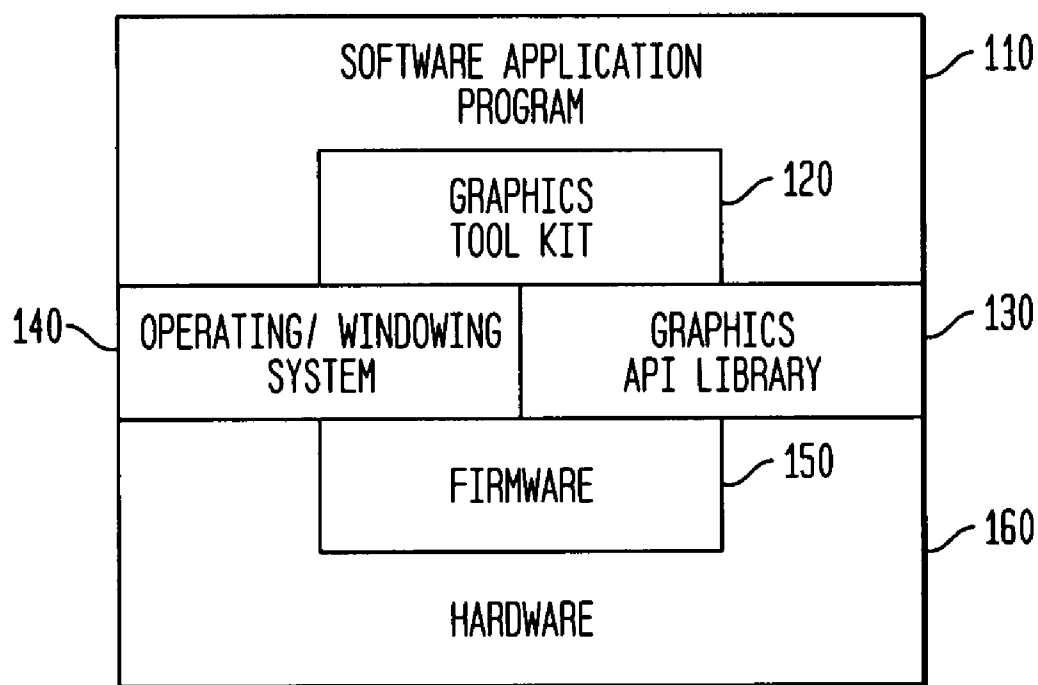 SOFTWARE APPLICATION
PROGRAM
110
GRAPHICS
TOOL KIT
120
140
OPERATING/ WINDOWING
SYSTEM
GRAPHICS
API LIBRARY
130
FIRMWARE
150
160
HARDWARE